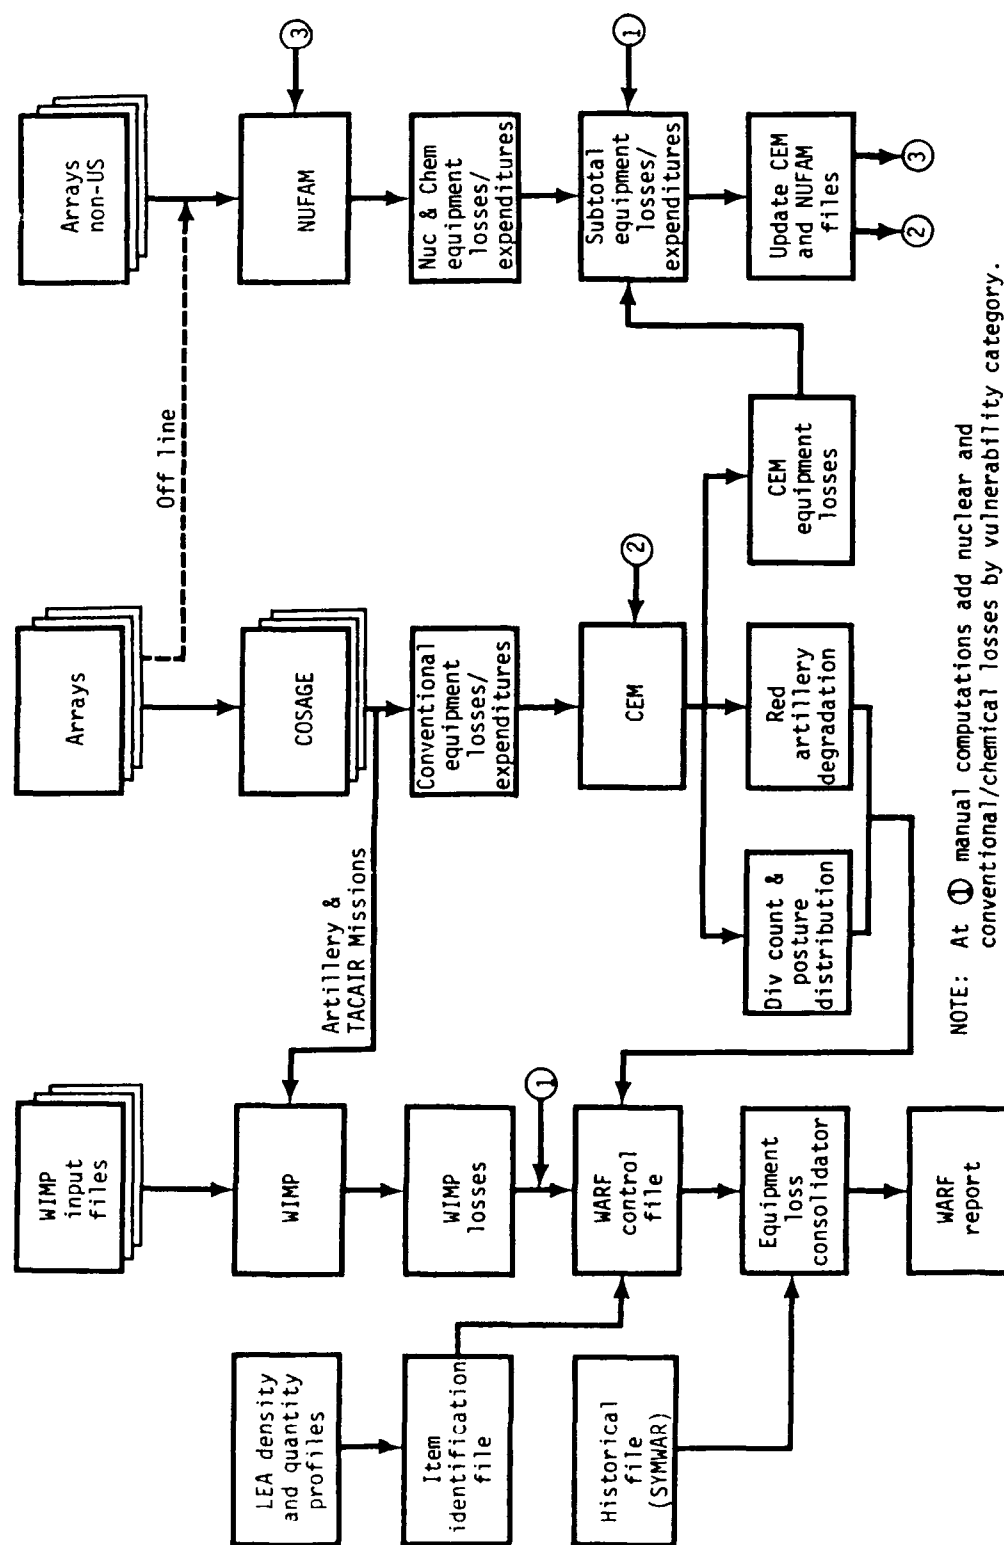 LEA density
and quantity
profiles
Item
identification
file
Historical
file
(SYMWAR)
WIMP
input
files
WIMP
WIMP
losses
1
WARF
control
file
Equipment
loss
consolidator
WARF
report
Artillery &
TACAIR Missions
Arrays
COSAGE
Conventional
equipment
losses/
expenditures
CEM
2
Div count &
posture
distribution
Red
artillery
degradation
CEM
equipment
losses
Off line
Arrays
non-US
NUFAM
3
Nuc & Chem
equipment
losses/
expenditures
Subtotal
equipment
losses/
expenditures
1
Update CEM
and NUFAM
files
2
3
NOTE: At 1 manual computations add nuclear and
conventional/chemical losses by vulnerability category.